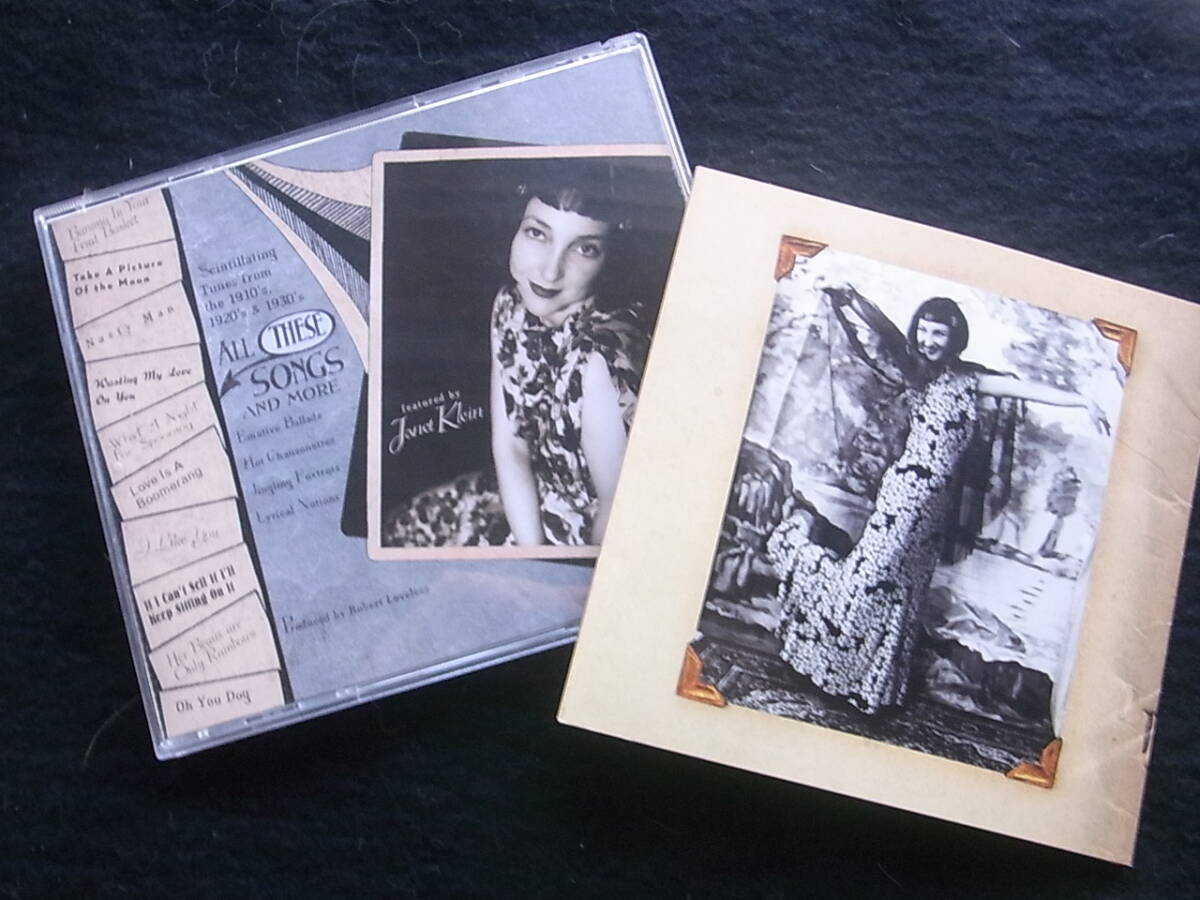 Banana In Your
Fruit Basket
Take A Picture
Of the Moon
Nasty Man
Wasting My Love
On You
What A Night
For Spooning
Love Is A
Boomerang
I Like You
If I Can't Sell It I'll
Keep Sitting On It
Her Beaus are
Only Rainbows
Oh You Dog
Scintillating
Tunes from
the 1910's,
1920's & 1930's
ALL THESE
SONGS
AND MORE
Emotive Ballads
Hot Chansonettes
Jingling Foxtrots
Lyrical Notions
featured by
Janet Klein
Produced by Robert Loveless